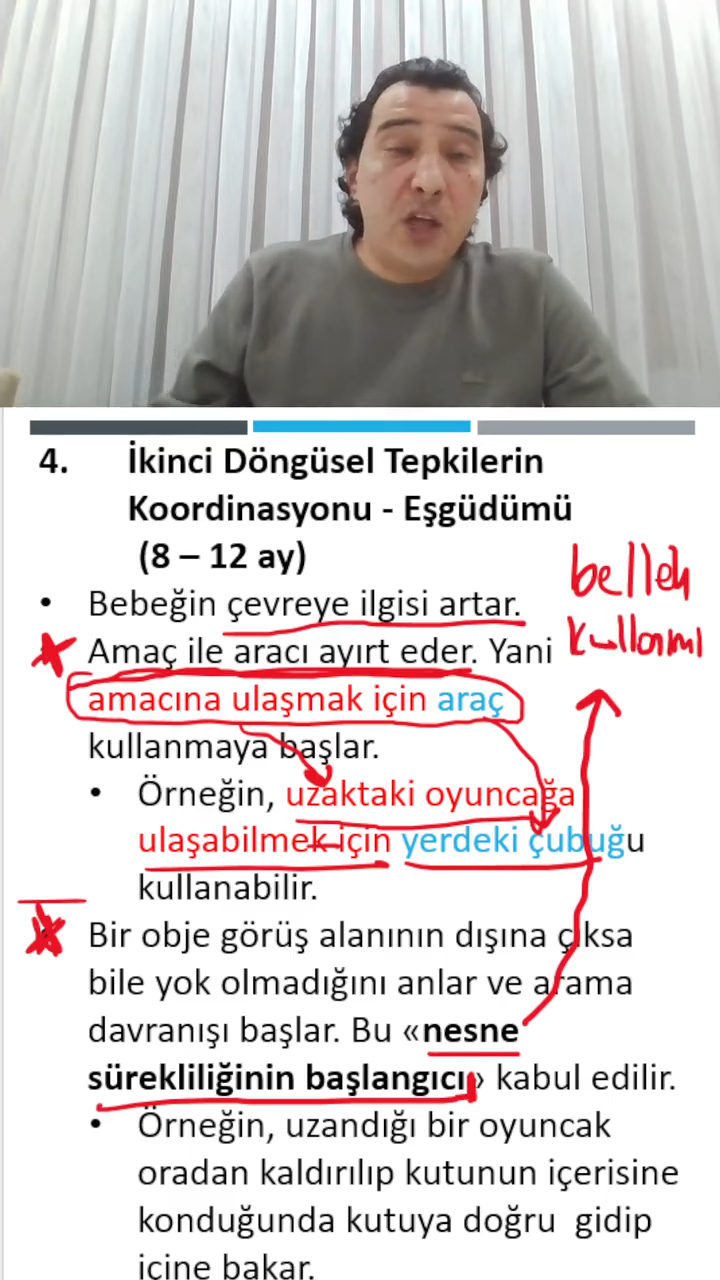 4. İkinci Döngüsel Tepkilerin
Koordinasyonu - Eşgüdümü
(8 – 12 ay)
• Bebeğin çevreye ilgisi artar.
bellek
kullanımı
Amaç ile aracı ayırt eder. Yani
amacına ulaşmak için araç
kullanmaya başlar.
• Örneğin, uzaktaki oyuncağa
ulaşabilmek için yerdeki çubuğu
kullanabilir.
Bir obje görüş alanının dışına çıksa
bile yok olmadığını anlar ve arama
davranışı başlar. Bu «nesne
sürekliliğinin başlangıcı» kabul edilir.
• Örneğin, uzandığı bir oyuncak
oradan kaldırılıp kutunun içerisine
konduğunda kutuya doğru gidip
içine bakar.